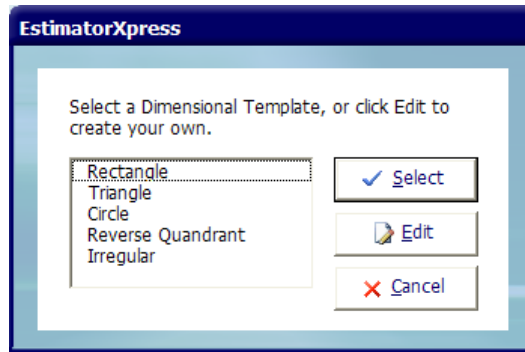 EstimatorXpress
Select a Dimensional Template, or click Edit to
create your own.
Rectangle
Triangle
Circle
Reverse Quandrant
Irregular
Select
Edit
Cancel